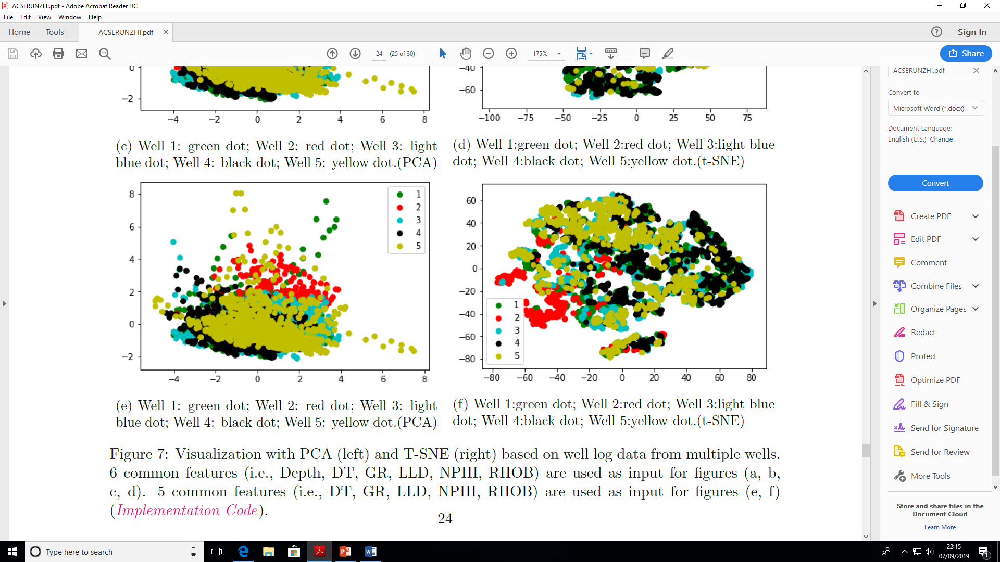 ACSERUNZHI.pdf - Adobe Acrobat Reader DC
File Edit View Window Help
Home Tools ACSERUNZHI.pdf Sign In
24 (25 of 30) 175% Share
0
−2
−4 −2 0 2 4 6 8
−40
−60
−100 −75 −50 −25 0 25 50 75
(c) Well 1: green dot; Well 2: red dot; Well 3: light
blue dot; Well 4: black dot; Well 5: yellow dot.(PCA)
(d) Well 1:green dot; Well 2:red dot; Well 3:light blue
dot; Well 4:black dot; Well 5:yellow dot.(t-SNE)
8
6
4
2
0
−2
−4 −2 0 2 4 6 8
1
2
3
4
5
60
40
20
0
−20
−40
−60
−80
−80 −60 −40 −20 0 20 40 60 80
1
2
3
4
5
(e) Well 1: green dot; Well 2: red dot; Well 3: light
blue dot; Well 4: black dot; Well 5: yellow dot.(PCA)
(f) Well 1:green dot; Well 2:red dot; Well 3:light blue
dot; Well 4:black dot; Well 5:yellow dot.(t-SNE)
Figure 7: Visualization with PCA (left) and T-SNE (right) based on well log data from multiple wells.
6 common features (i.e., Depth, DT, GR, LLD, NPHI, RHOB) are used as input for figures (a, b,
c, d). 5 common features (i.e., DT, GR, LLD, NPHI, RHOB) are used as input for figures (e, f)
(Implementation Code).
24
ACSERUNZHI.pdf
Convert to
Microsoft Word (*.docx)
Document Language:
English (U.S.) Change
Convert
Create PDF
Edit PDF
Comment
Combine Files
Organize Pages
Redact
Protect
Optimize PDF
Fill & Sign
Send for Signature
Send for Review
More Tools
Store and share files in the
Document Cloud
Learn More
Type here to search
22:15
07/09/2019
1